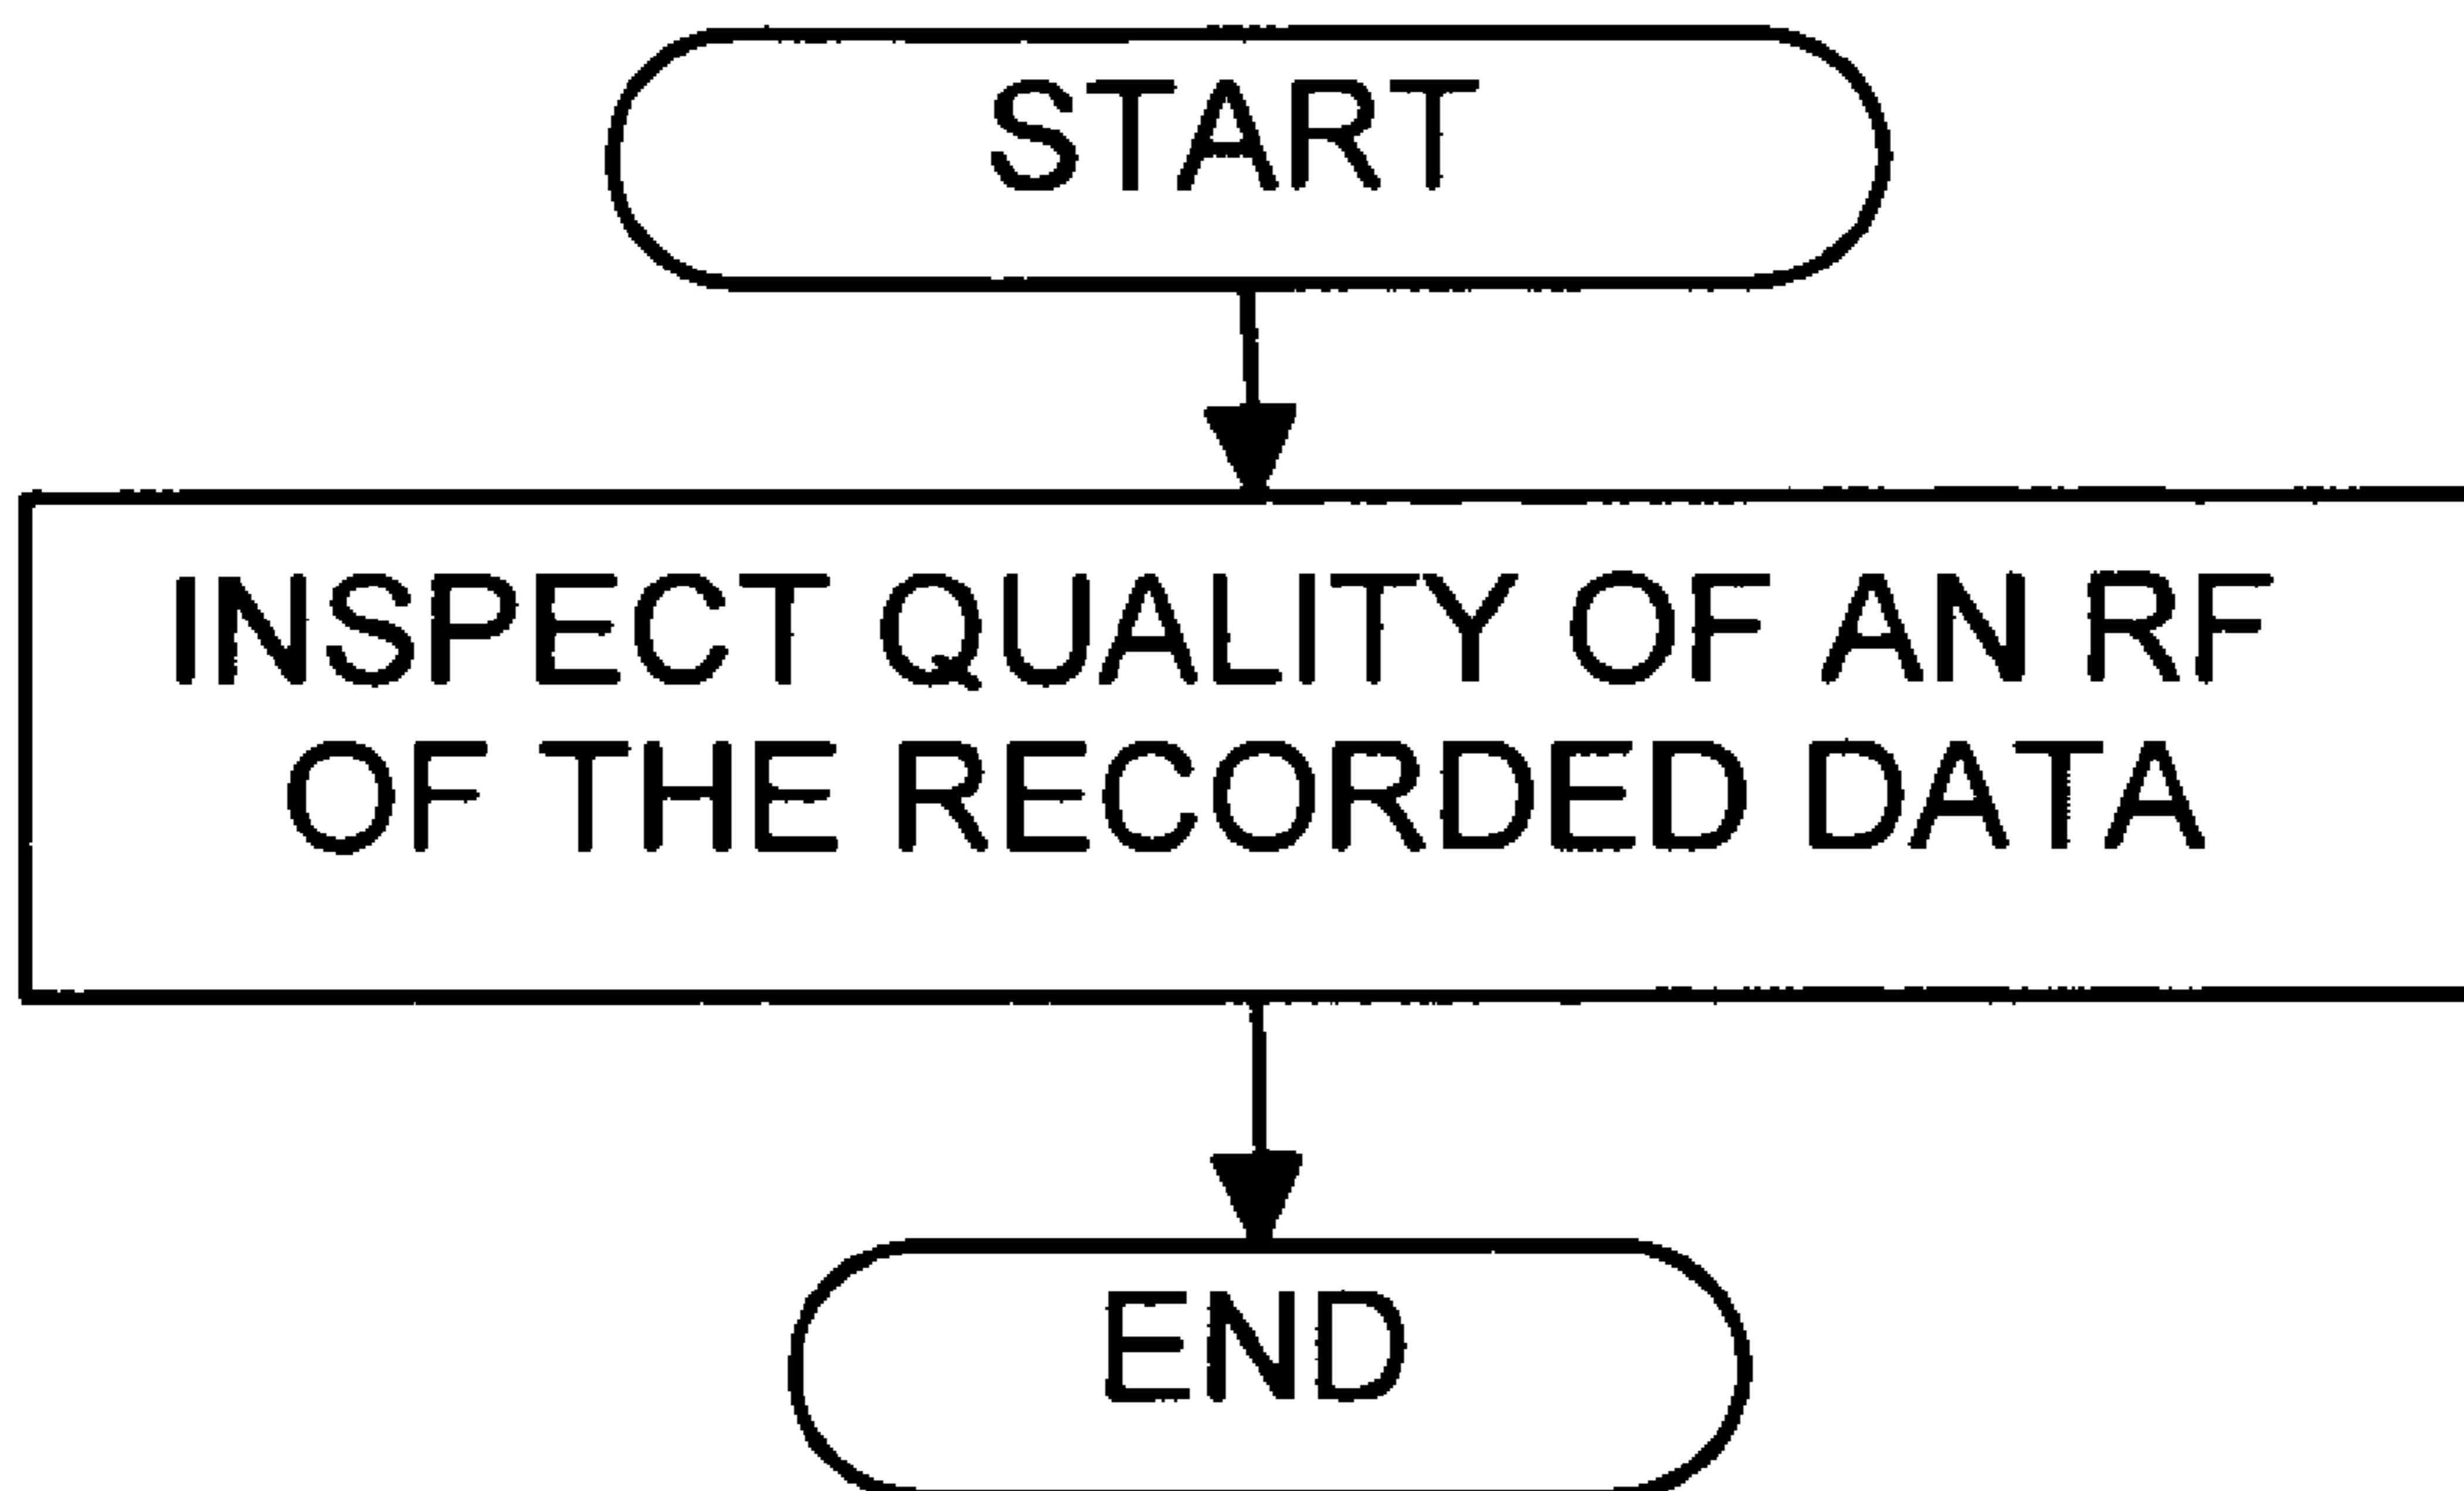 START
INSPECT QUALITY OF AN RF
OF THE RECORDED DATA
END